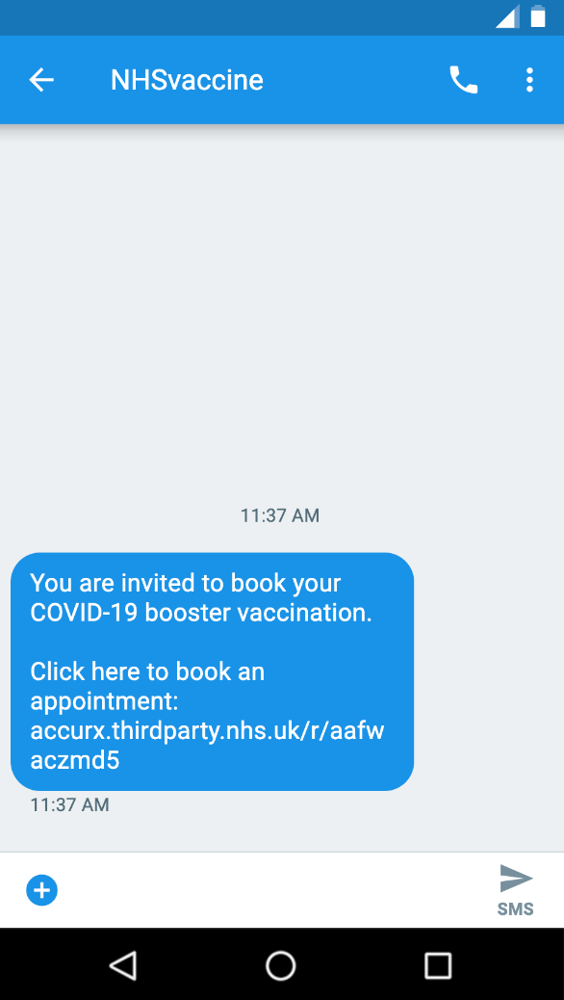 NHSvaccine
11:37 AM
You are invited to book your
COVID-19 booster vaccination.
Click here to book an
appointment:
accurx.thirdparty.nhs.uk/r/aafw
aczmd5
11:37 AM
SMS